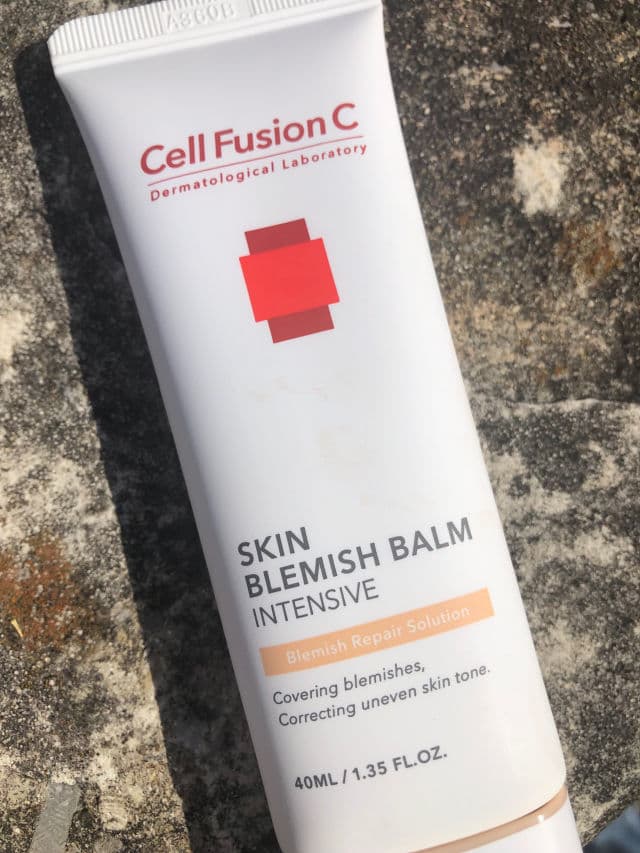 Cell Fusion C
Dermatological Laboratory
SKIN
BLEMISH BALM
INTENSIVE
Blemish Repair Solution
Covering blemishes,
Correcting uneven skin tone.
40ML / 1.35 FL.OZ.